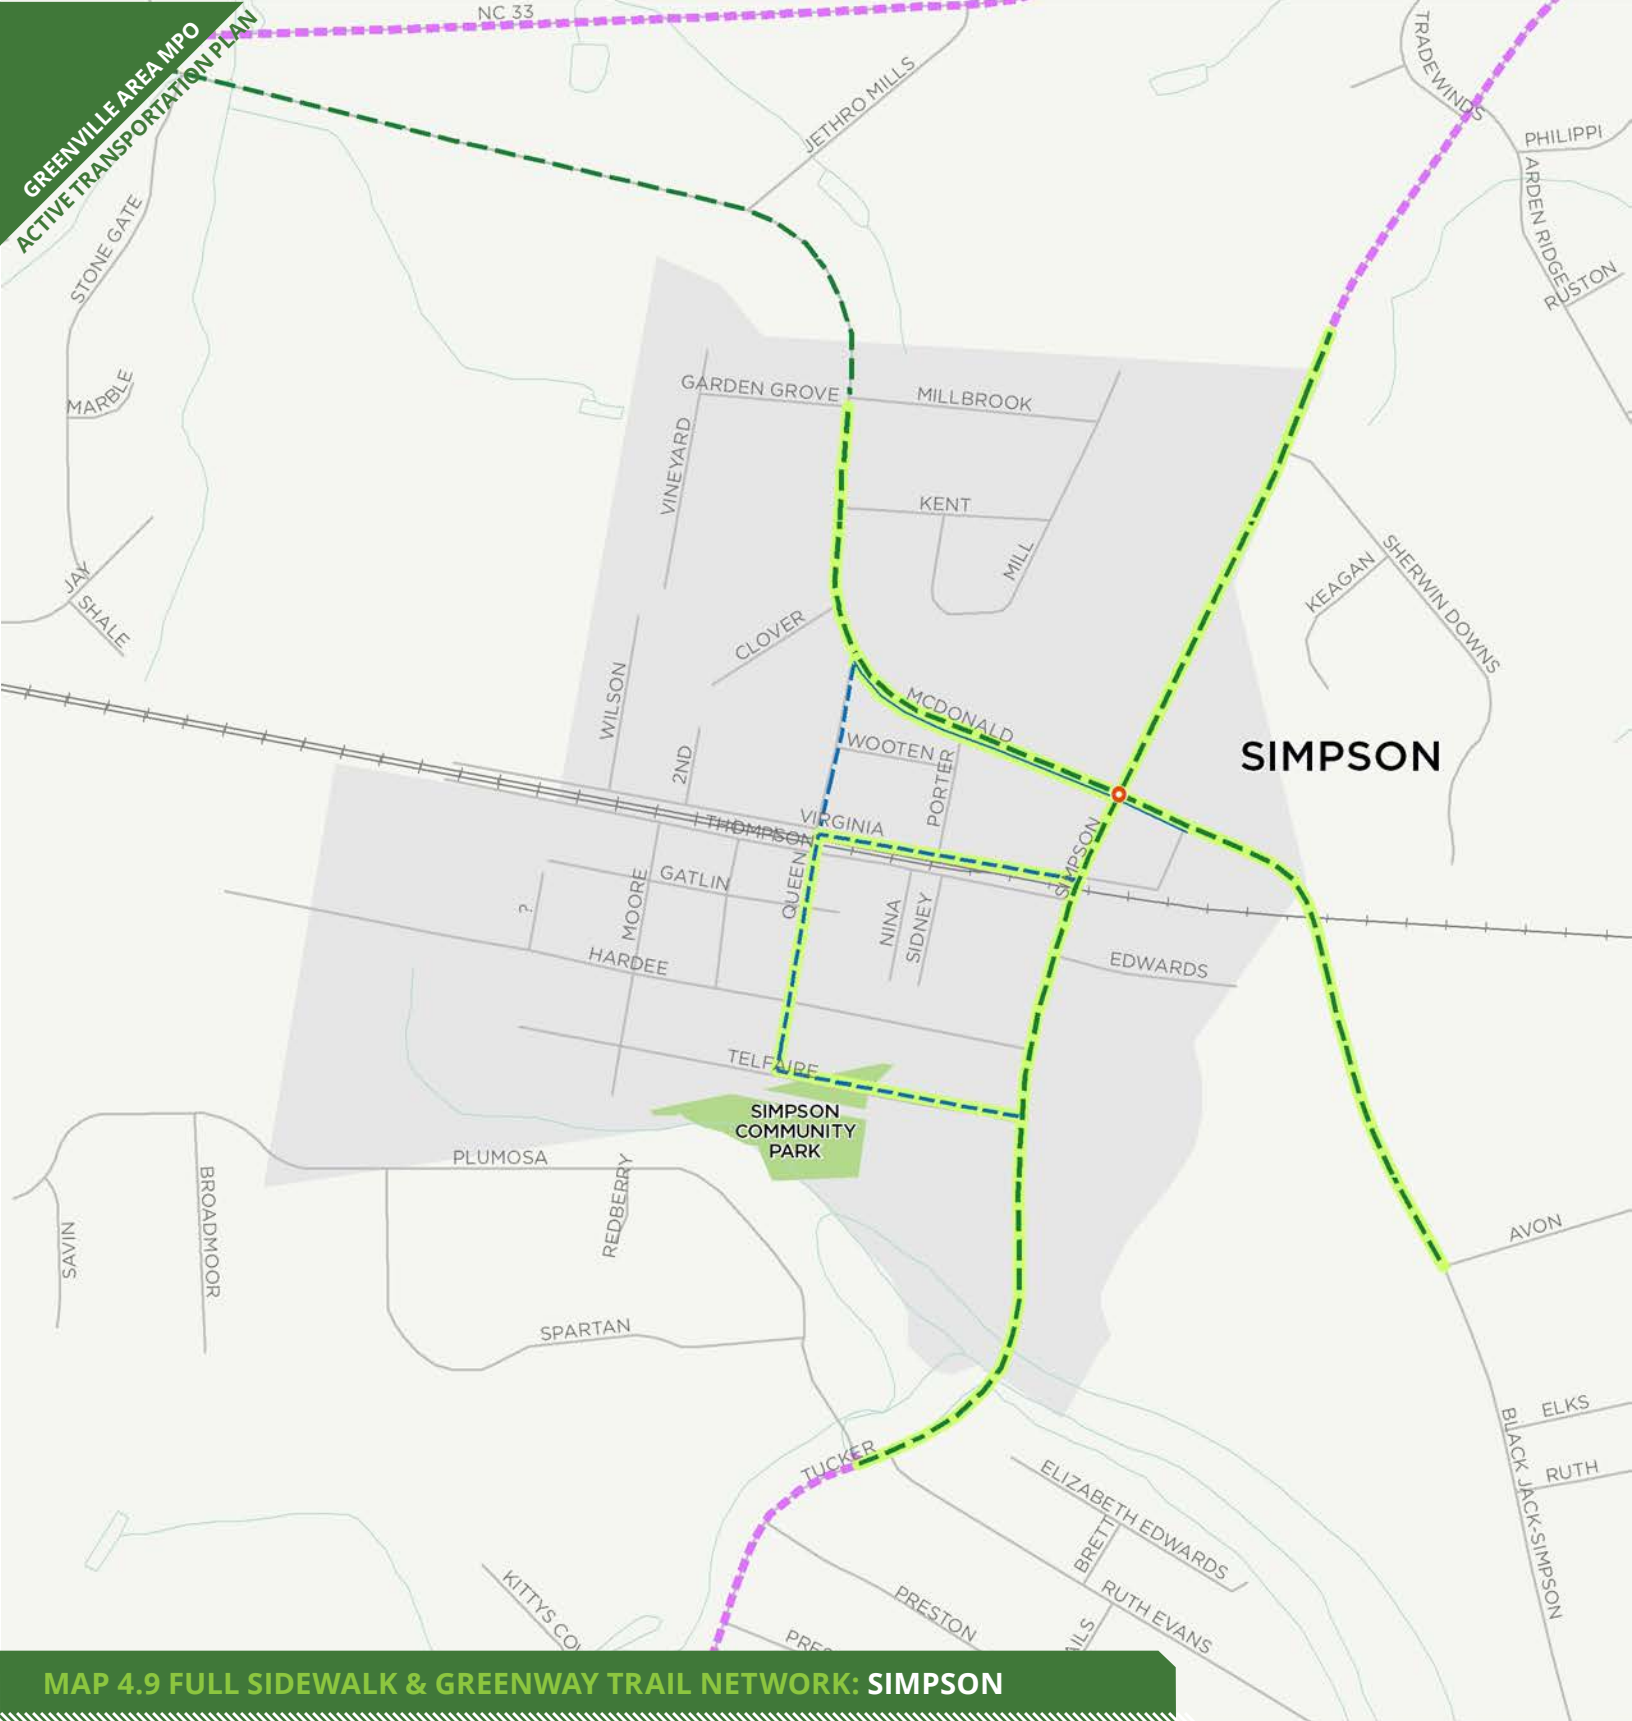 GREENVILLE AREA MPO
ACTIVE TRANSPORTATION PLAN
NC 33
JETHRO MILLS
TRADEWINDS
PHILIPPI
ARDEN RIDGE
RUSTON
STONE GATE
MARBLE
JAY
SHALE
GARDEN GROVE
MILLBROOK
VINEYARD
KENT
MILL
CLOVER
WILSON
2ND
MCDONALD
WOOTEN
PORTER
VIRGINIA
THOMPSON
SIMPSON
KEAGAN
SHERWIN DOWNS
SIMPSON
GATLIN
QUEEN
?
MOORE
NINA
SIDNEY
HARDEE
EDWARDS
TELFAIRE
SIMPSON
COMMUNITY
PARK
PLUMOSA
REDBERRY
BROADMOOR
SAVIN
SPARTAN
AVON
ELKS
RUTH
BLACK JACK-SIMPSON
TUCKER
ELIZABETH EDWARDS
BRETT
RUTH EVANS
PRESTON
PRES
AILS
KITTYS CO
MAP 4.9 FULL SIDEWALK & GREENWAY TRAIL NETWORK: SIMPSON